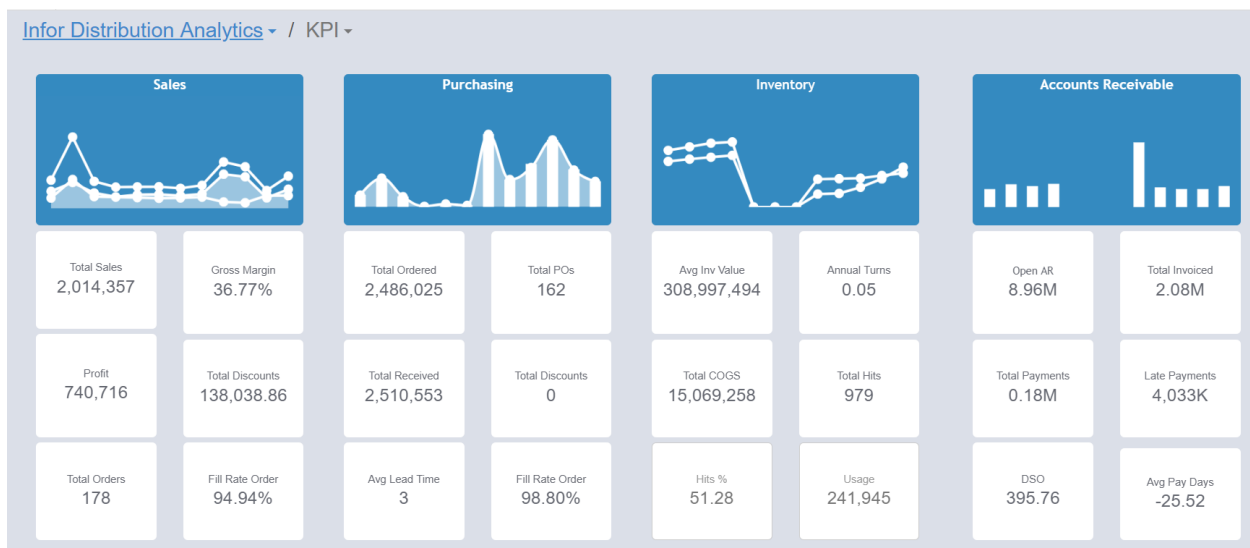 Infor Distribution Analytics / KPI
Sales
Purchasing
Inventory
Accounts Receivable
Total Sales
2,014,357
Gross Margin
36.77%
Total Ordered
2,486,025
Total POs
162
Avg Inv Value
308,997,494
Annual Turns
0.05
Open AR
8.96M
Total Invoiced
2.08M
Profit
740,716
Total Discounts
138,038.86
Total Received
2,510,553
Total Discounts
0
Total COGS
15,069,258
Total Hits
979
Total Payments
0.18M
Late Payments
4,033K
Total Orders
178
Fill Rate Order
94.94%
Avg Lead Time
3
Fill Rate Order
98.80%
Hits %
51.28
Usage
241,945
DSO
395.76
Avg Pay Days
-25.52